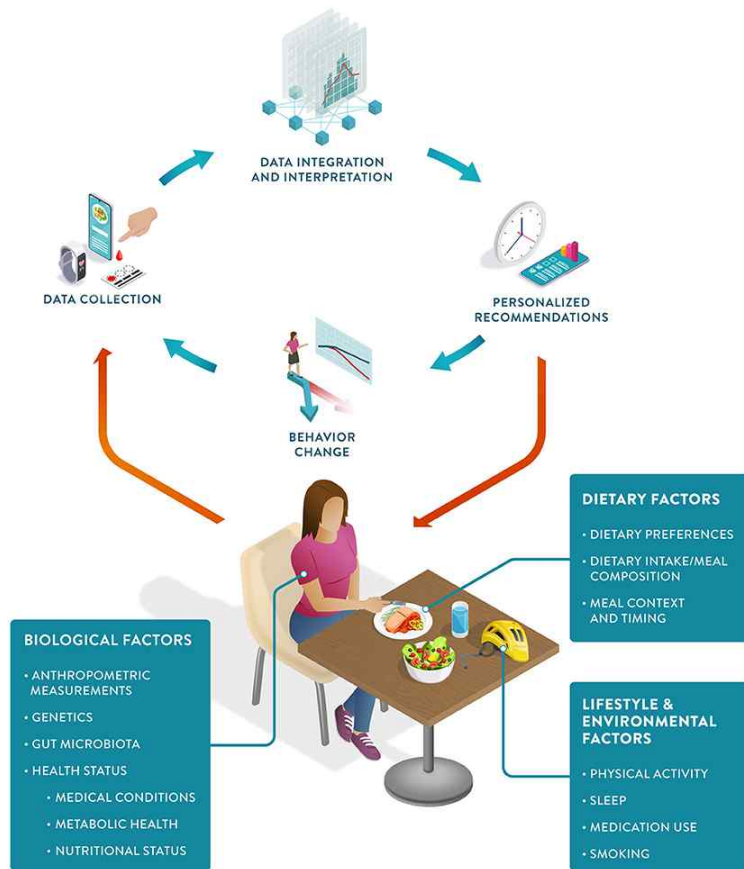 DATA INTEGRATION
AND INTERPRETATION
DATA COLLECTION
PERSONALIZED
RECOMMENDATIONS
BEHAVIOR
CHANGE
DIETARY FACTORS
• DIETARY PREFERENCES
• DIETARY INTAKE/MEAL
COMPOSITION
• MEAL CONTEXT
AND TIMING
BIOLOGICAL FACTORS
• ANTHROPOMETRIC
MEASUREMENTS
• GENETICS
• GUT MICROBIOTA
• HEALTH STATUS
• MEDICAL CONDITIONS
• METABOLIC HEALTH
• NUTRITIONAL STATUS
LIFESTYLE &
ENVIRONMENTAL
FACTORS
• PHYSICAL ACTIVITY
• SLEEP
• MEDICATION USE
• SMOKING